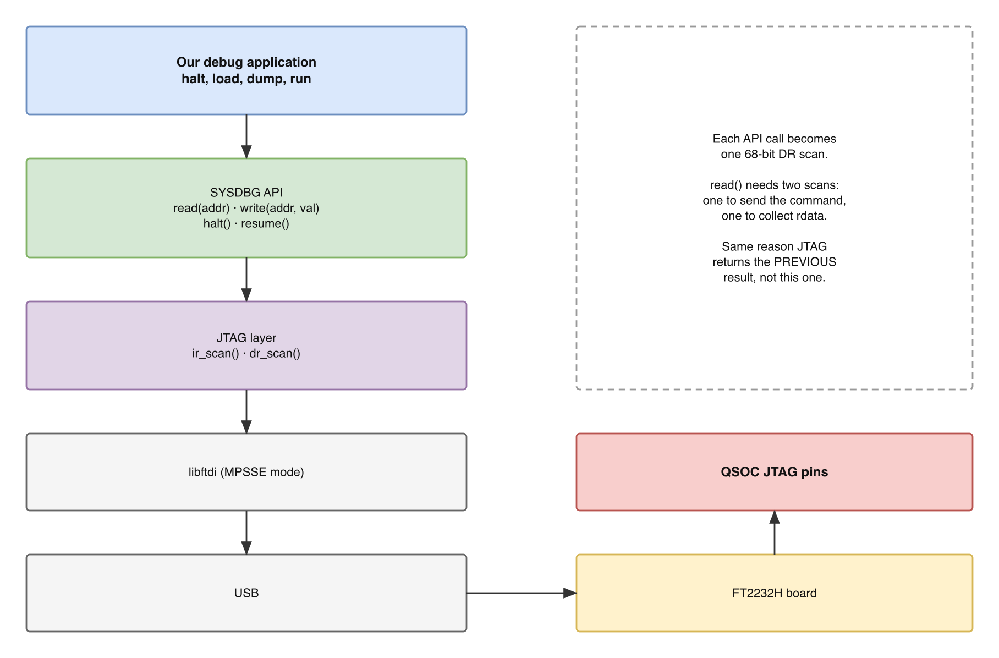 Our debug application
halt, load, dump, run
SYSDBG API
read(addr) · write(addr, val)
halt() · resume()
JTAG layer
ir_scan() · dr_scan()
libftdi (MPSSE mode)
USB
Each API call becomes
one 68-bit DR scan.
read() needs two scans:
one to send the command,
one to collect rdata.
Same reason JTAG
returns the PREVIOUS
result, not this one.
QSOC JTAG pins
FT2232H board